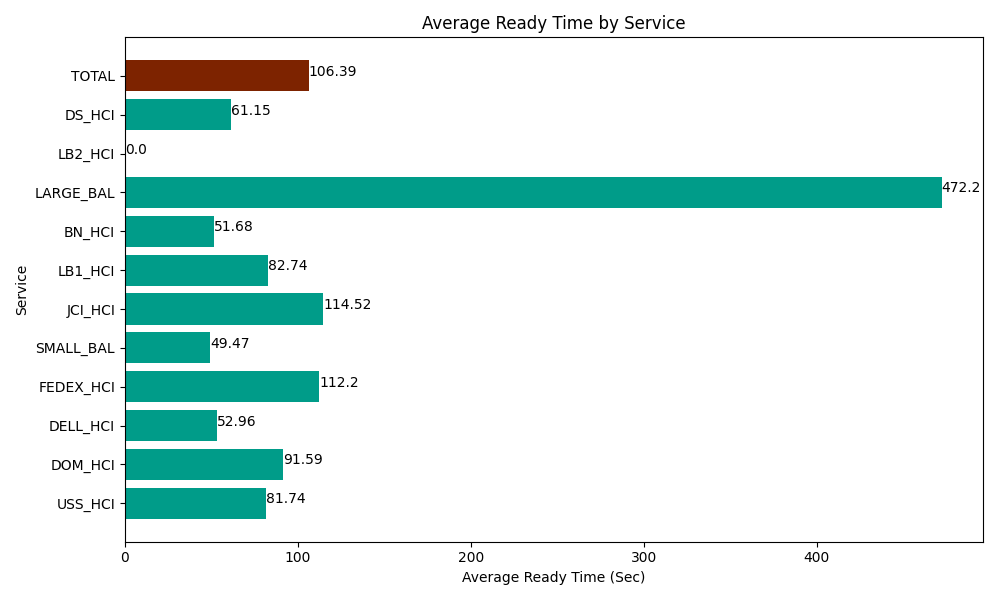 Average Ready Time by Service
TOTAL 106.39
DS_HCI 61.15
LB2_HCI 0.0
LARGE_BAL 472.2
BN_HCI 51.68
LB1_HCI 82.74
JCI_HCI 114.52
SMALL_BAL 49.47
FEDEX_HCI 112.2
DELL_HCI 52.96
DOM_HCI 91.59
USS_HCI 81.74
Service
0 100 200 300 400
Average Ready Time (Sec)